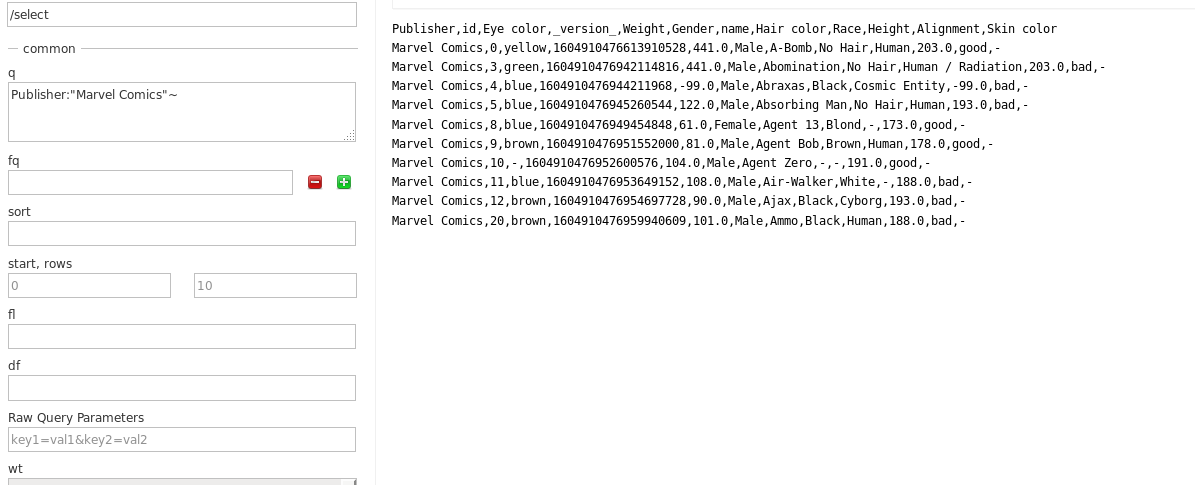 /select
common
q
Publisher:"Marvel Comics"~
fq
sort
start, rows
0 10
fl
df
Raw Query Parameters
key1=val1&key2=val2
wt
Publisher,id,Eye color,_version_,Weight,Gender,name,Hair color,Race,Height,Alignment,Skin color
Marvel Comics,0,yellow,1604910476613910528,441.0,Male,A-Bomb,No Hair,Human,203.0,good,-
Marvel Comics,3,green,1604910476942114816,441.0,Male,Abomination,No Hair,Human / Radiation,203.0,bad,-
Marvel Comics,4,blue,1604910476944211968,-99.0,Male,Abraxas,Black,Cosmic Entity,-99.0,bad,-
Marvel Comics,5,blue,1604910476945260544,122.0,Male,Absorbing Man,No Hair,Human,193.0,bad,-
Marvel Comics,8,blue,1604910476949454848,61.0,Female,Agent 13,Blond,-,173.0,good,-
Marvel Comics,9,brown,1604910476951552000,81.0,Male,Agent Bob,Brown,Human,178.0,good,-
Marvel Comics,10,-,1604910476952600576,104.0,Male,Agent Zero,-,-,191.0,good,-
Marvel Comics,11,blue,1604910476953649152,108.0,Male,Air-Walker,White,-,188.0,bad,-
Marvel Comics,12,brown,1604910476954697728,90.0,Male,Ajax,Black,Cyborg,193.0,bad,-
Marvel Comics,20,brown,1604910476959940609,101.0,Male,Ammo,Black,Human,188.0,bad,-